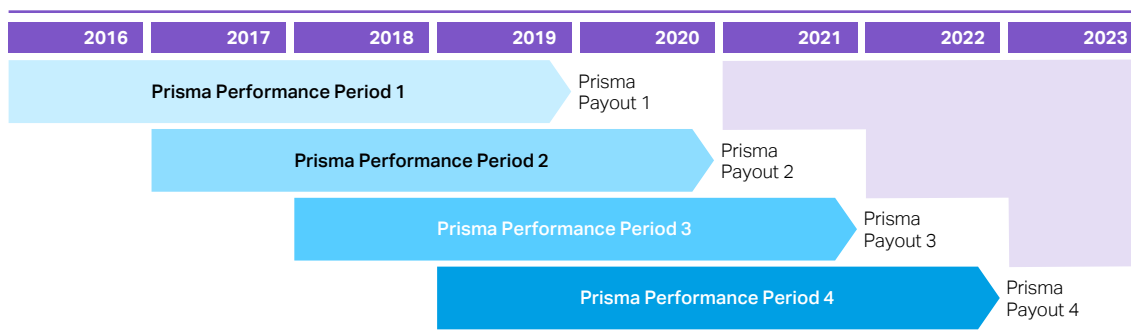 2016 2017 2018 2019 2020 2021 2022 2023
Prisma Performance Period 1
Prisma
Payout 1
Prisma Performance Period 2
Prisma
Payout 2
Prisma Performance Period 3
Prisma
Payout 3
Prisma Performance Period 4
Prisma
Payout 4